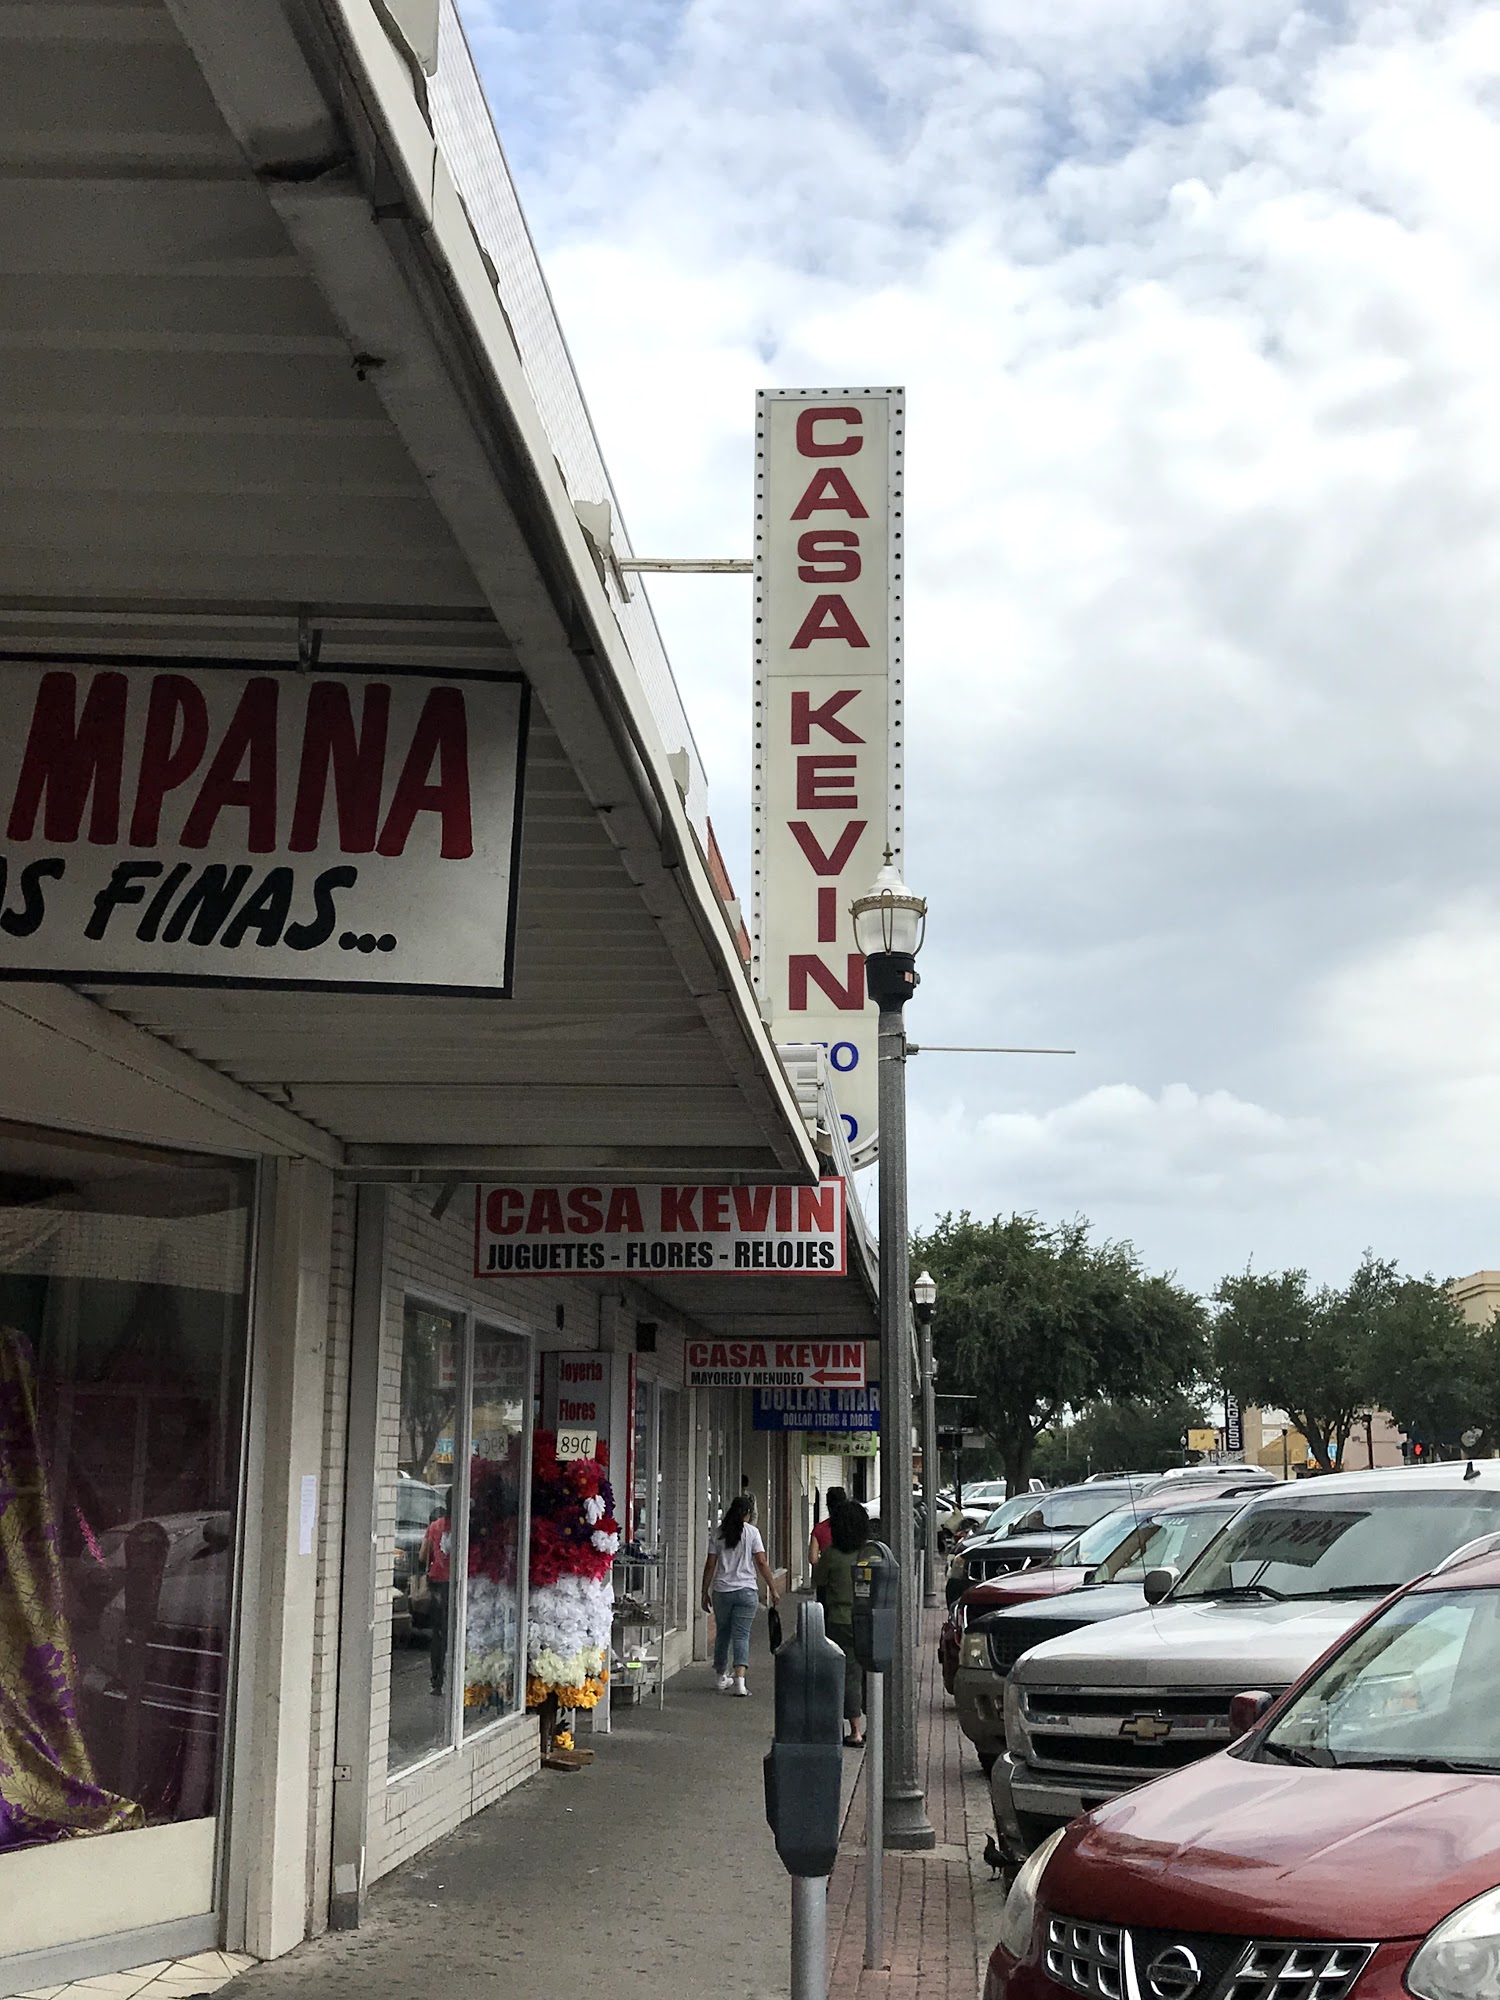 CASA
KEVIN
MPANA
FINAS...
CASA KEVIN
JUGUETES - FLORES - RELOJES
CASA KEVIN
MAYOREO Y MENUDEO
DOLLAR MAR
DOLLAR ITEMS & MORE
Joyeria
Flores
89¢